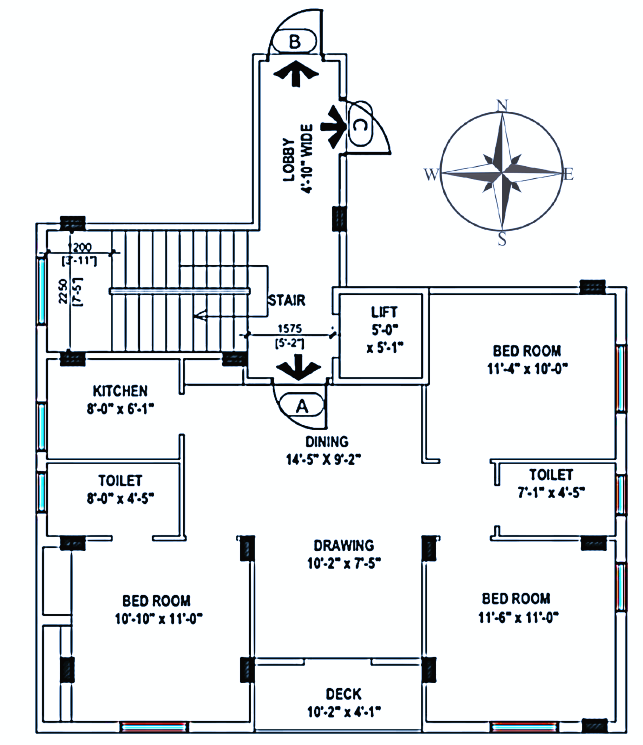 B
C
LOBBY
4'-10" WIDE
N
W
E
S
1200
[3'-11"]
2250
[7'-5"]
STAIR
1575
[5'-2"]
LIFT
5'-0"
x 5'-1"
BED ROOM
11'-4" x 10'-0"
KITCHEN
8'-0" x 6'-1"
A
DINING
14'-5" X 9'-2"
TOILET
8'-0" x 4'-5"
TOILET
7'-1" x 4'-5"
DRAWING
10'-2" x 7'-5"
BED ROOM
10'-10" x 11'-0"
BED ROOM
11'-6" x 11'-0"
DECK
10'-2" x 4'-1"